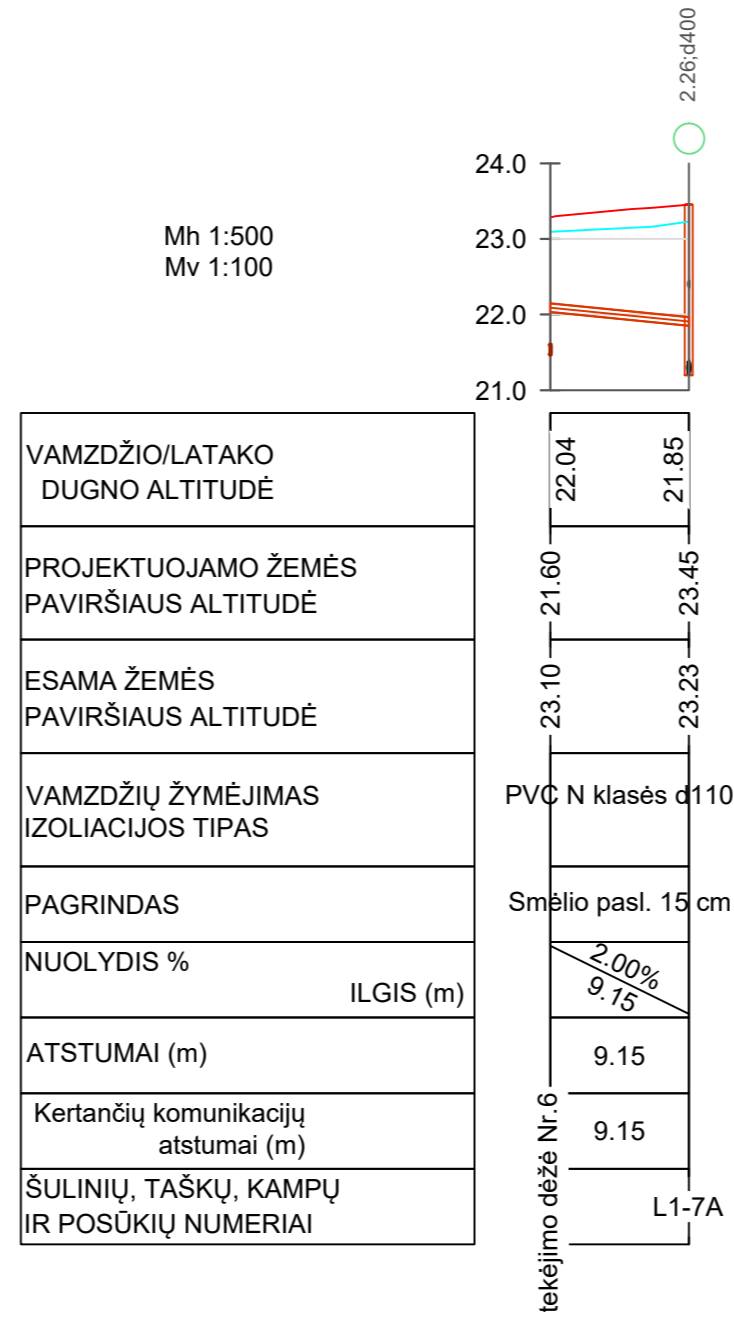 2.26;d400
24.0
Mh 1:500
Mv 1:100
23.0
22.0
21.0
VAMZDŽIO/LATAKO
DUGNO ALTITUDĖ
22.04
21.85
PROJEKTUOJAMO ŽEMĖS
PAVIRŠIAUS ALTITUDĖ
21.60
23.45
ESAMA ŽEMĖS
PAVIRŠIAUS ALTITUDĖ
23.10
23.23
VAMZDŽIŲ ŽYMĖJIMAS
IZOLIACIJOS TIPAS
PVC N klasės d110
PAGRINDAS
Smėlio pasl. 15 cm
NUOLYDIS %
ILGIS (m)
2.00%
9.15
ATSTUMAI (m)
9.15
Kertančių komunikacijų
atstumai (m)
9.15
ŠULINIŲ, TAŠKŲ, KAMPŲ
IR POSŪKIŲ NUMERIAI
tekėjimo dėžė Nr.6
L1-7A